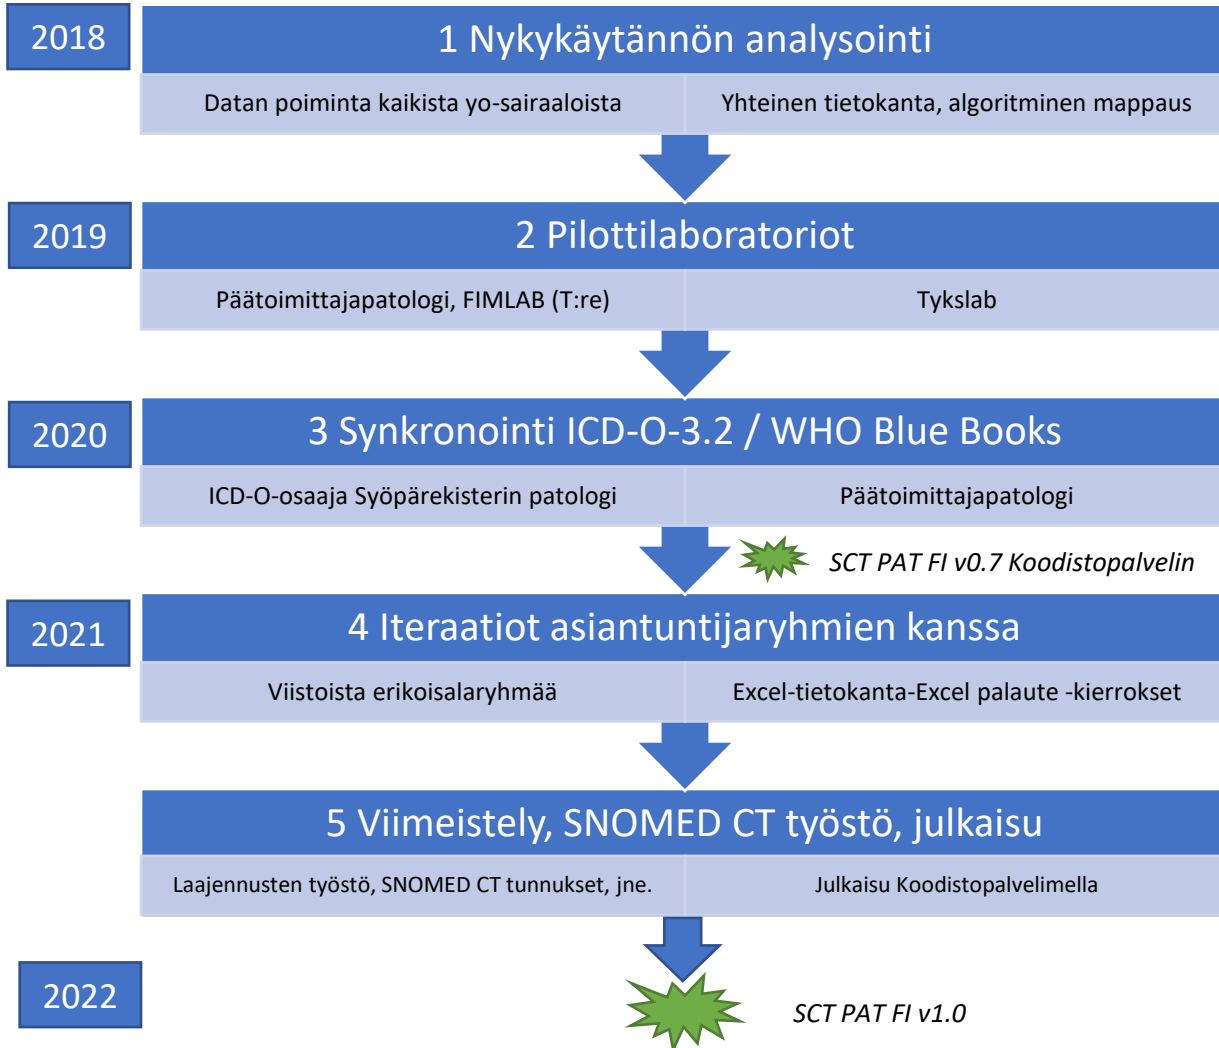 2018
1 Nykykäytännön analysointi
Datan poiminta kaikista yo-sairaaloista
Yhteinen tietokanta, algoritminen mappaus
2019
2 Pilottilaboratoriot
Päätoimittajapatologi, FIMLAB (T:re)
Tykslab
2020
3 Synkronointi ICD-O-3.2 / WHO Blue Books
ICD-O-osaaja Syöpärekisterin patologi
Päätoimittajapatologi
SCT PAT FI v0.7 Koodistopalvelin
2021
4 Iteraatiot asiantuntijaryhmien kanssa
Viistoista erikoisalaryhmää
Excel-tietokanta-Excel palaute -kierrokset
5 Viimeistely, SNOMED CT työstö, julkaisu
Laajennusten työstö, SNOMED CT tunnukset, jne.
Julkaisu Koodistopalvelimella
2022
SCT PAT FI v1.0